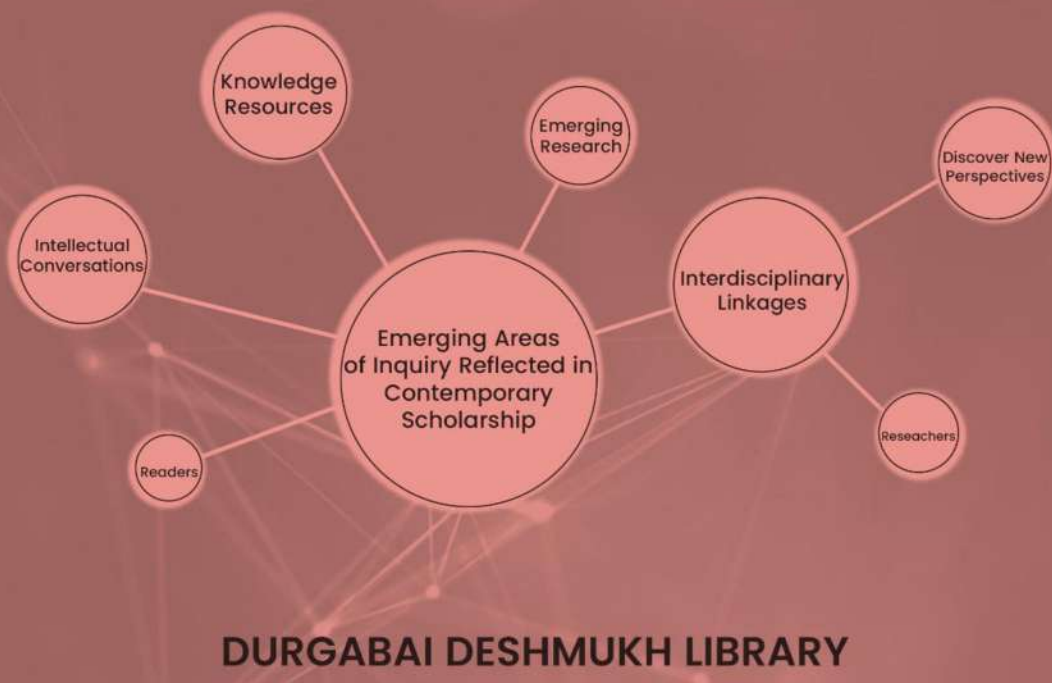 Knowledge
Resources
Emerging
Research
Discover New
Perspectives
Intellectual
Conversations
Interdisciplinary
Linkages
Emerging Areas
of Inquiry Reflected in
Contemporary
Scholarship
Reseachers
Readers
DURGABAI DESHMUKH LIBRARY